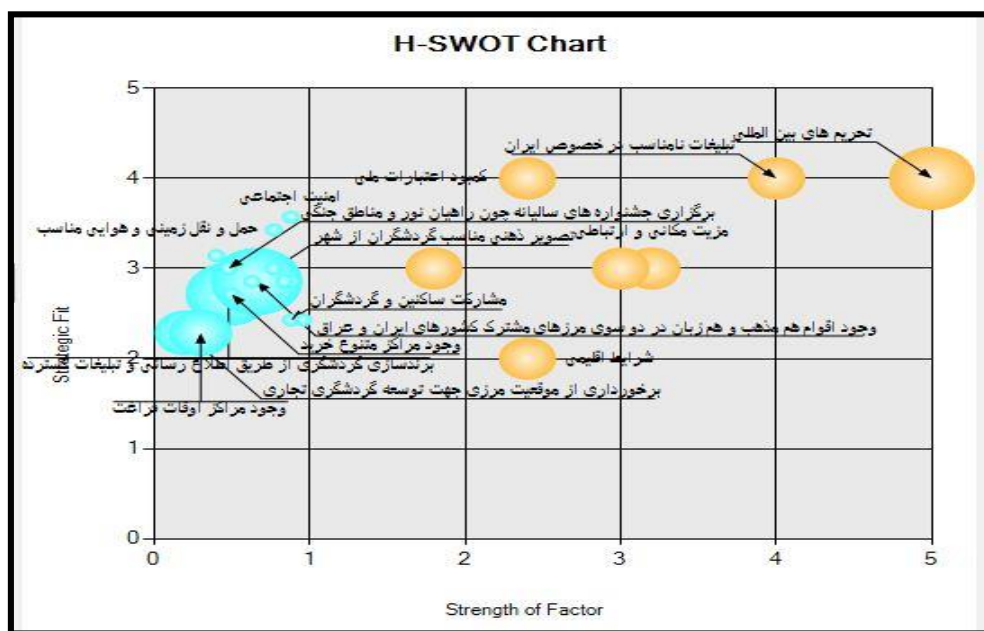 H-SWOT Chart
5
تحریم های بین المللی
تبلیغات نامناسب در خصوص ایران
4
کمبود اعتبارات ملی
امنیت اجتماعی
برگزاری جشنواره های سالیانه چون راهیان نور و مناطق جنگی
حمل و نقل زمینی و هوایی مناسب
تصویر ذهنی مناسب گردشگران از شهر
مزیت مکانی و ارتباطی
3
مشارکت ساکنین و گردشگران
وجود اقوام هم مذهب و هم زبان در دو سوی مرزهای مشترک کشورهای ایران و عراق
وجود مراکز متنوع خرید
شرایط اقلیمی
2
برندسازی گردشگری از طریق اطلاع رسانی و تبلیغات
برخورداری از موقعیت مرزی جهت توسعه گردشگری تجاری
وجود مراکز اوقات فراغت
1
0
0 1 2 3 4 5
Strategic Fit
Strength of Factor